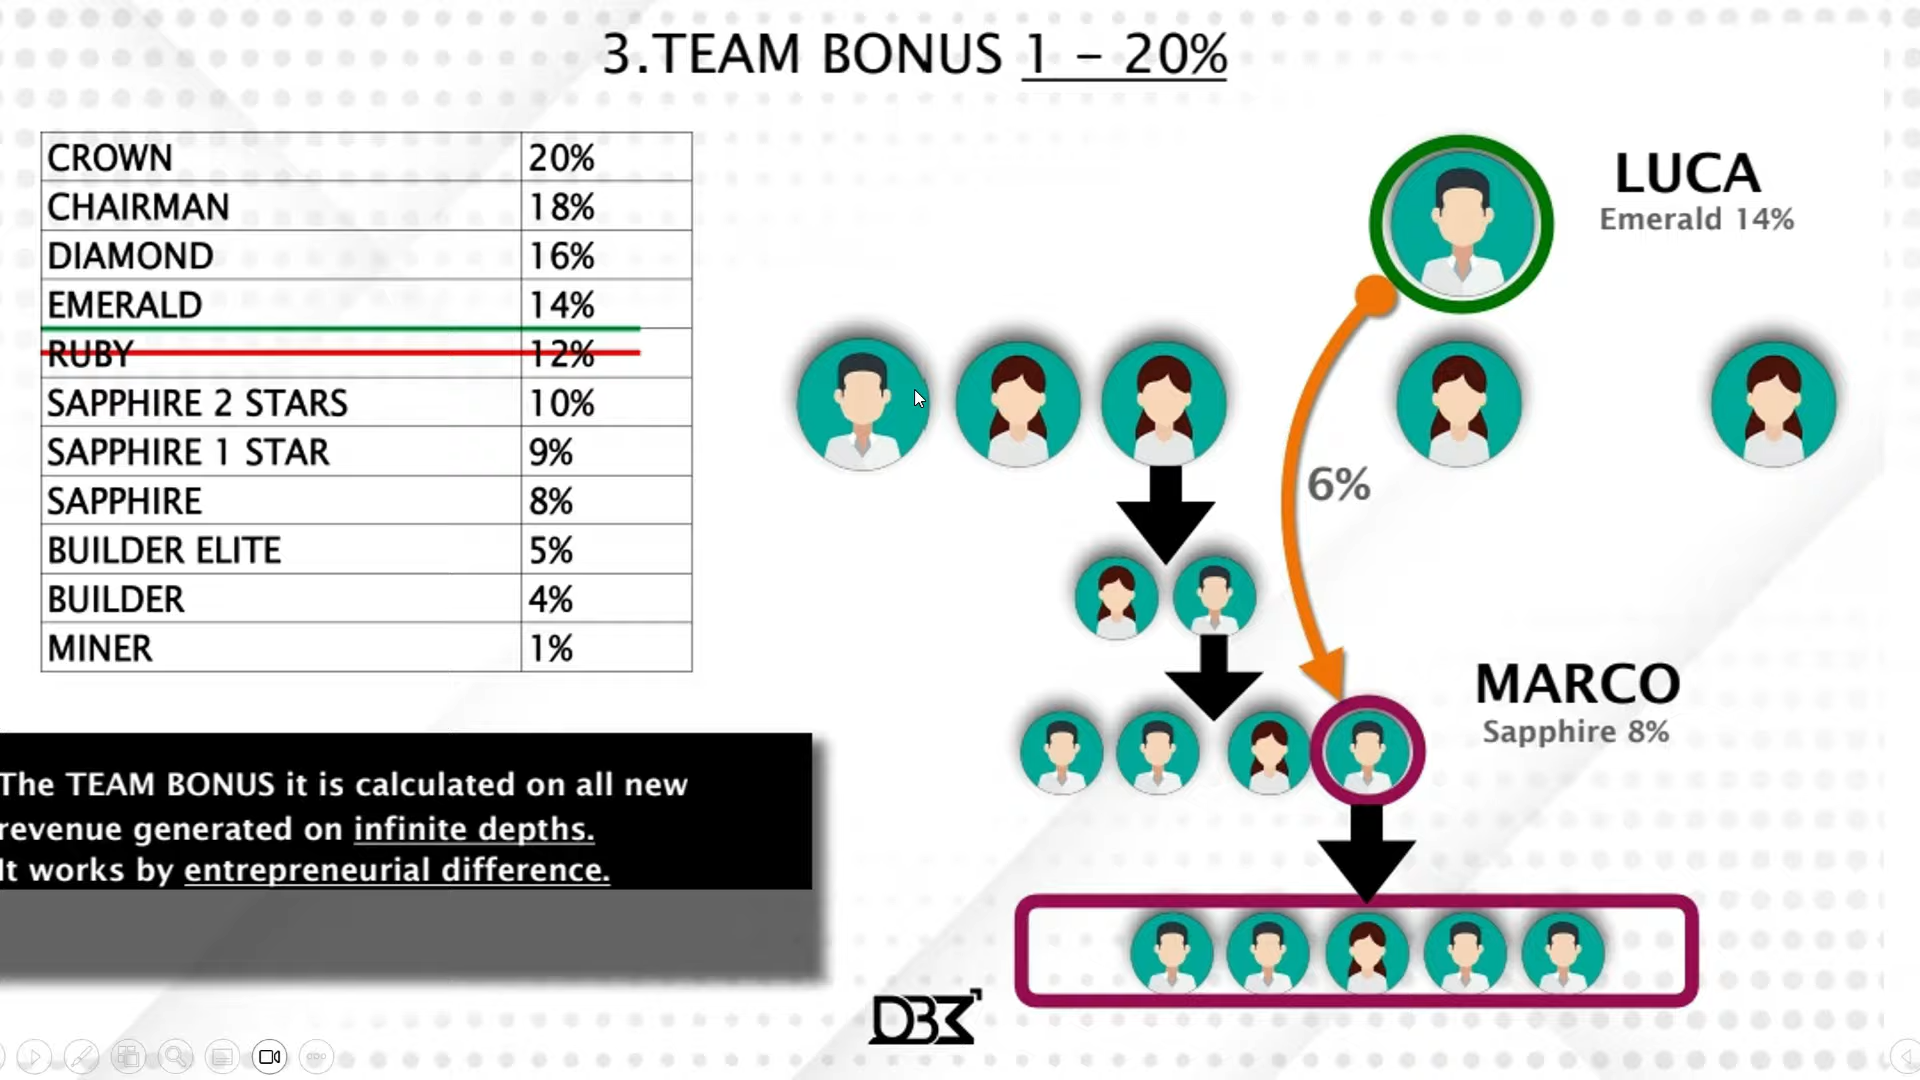 3.TEAM BONUS 1 – 20%
CROWN 20%
CHAIRMAN 18%
DIAMOND 16%
EMERALD 14%
RUBY 12%
SAPPHIRE 2 STARS 10%
SAPPHIRE 1 STAR 9%
SAPPHIRE 8%
BUILDER ELITE 5%
BUILDER 4%
MINER 1%
LUCA
Emerald 14%
6%
MARCO
Sapphire 8%
The TEAM BONUS it is calculated on all new
revenue generated on infinite depths.
It works by entrepreneurial difference.